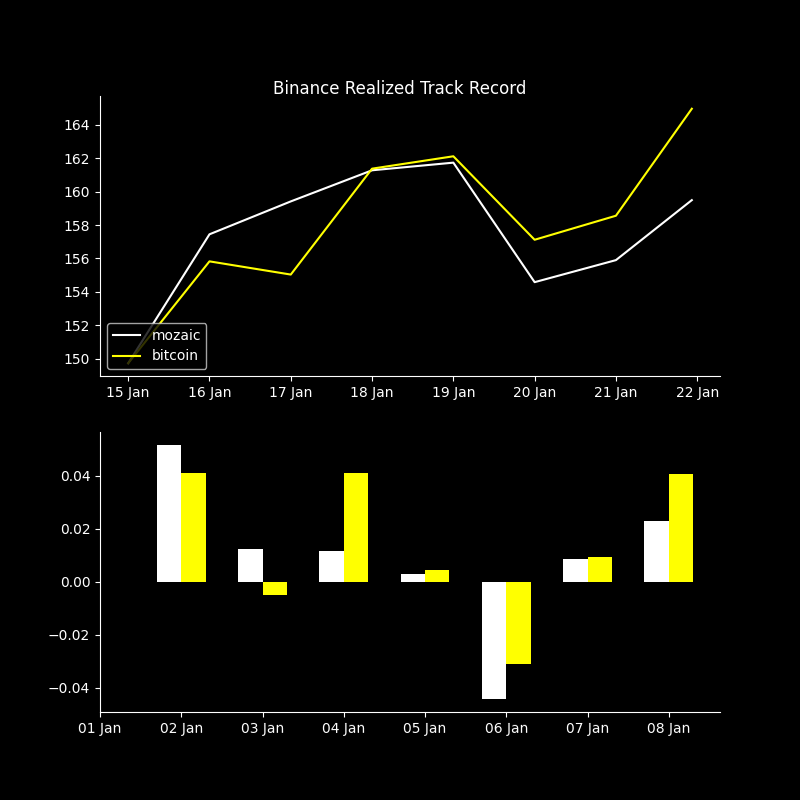 Binance Realized Track Record
164
162
160
158
156
154
152
150
mozaic
bitcoin
15 Jan 16 Jan 17 Jan 18 Jan 19 Jan 20 Jan 21 Jan 22 Jan
0.04
0.02
0.00
−0.02
−0.04
01 Jan 02 Jan 03 Jan 04 Jan 05 Jan 06 Jan 07 Jan 08 Jan